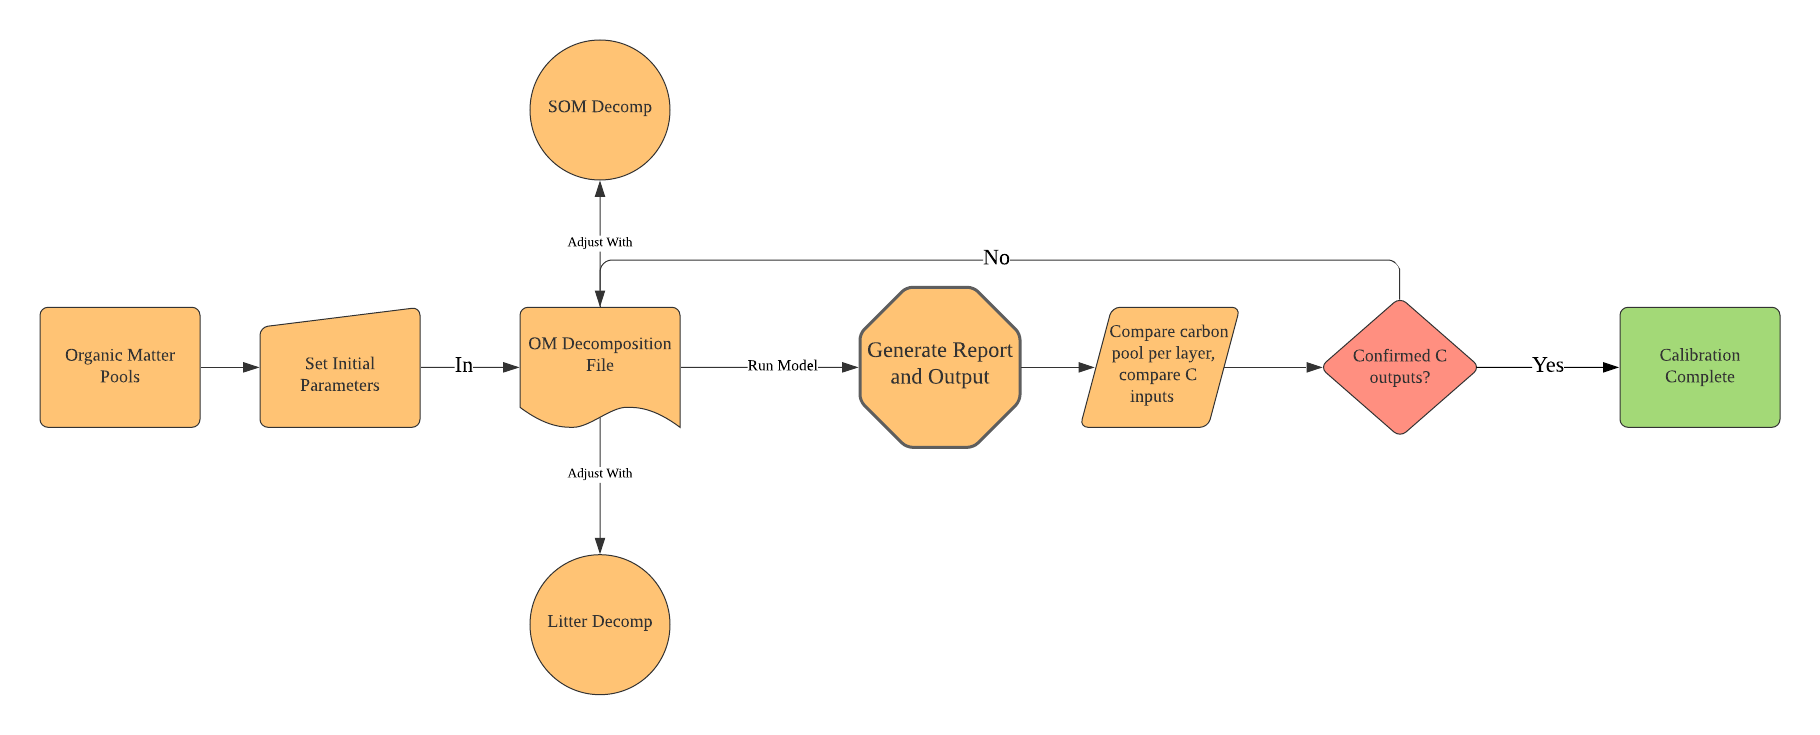 SOM Decomp
Adjust With
No
Organic Matter
Pools
Set Initial
Parameters
In
OM Decomposition
File
Run Model
Generate Report
and Output
Compare carbon
pool per layer,
compare C
inputs
Confirmed C
outputs?
Yes
Calibration
Complete
Adjust With
Litter Decomp